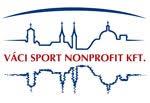 VÁCI SPORT NONPROFIT KFT.